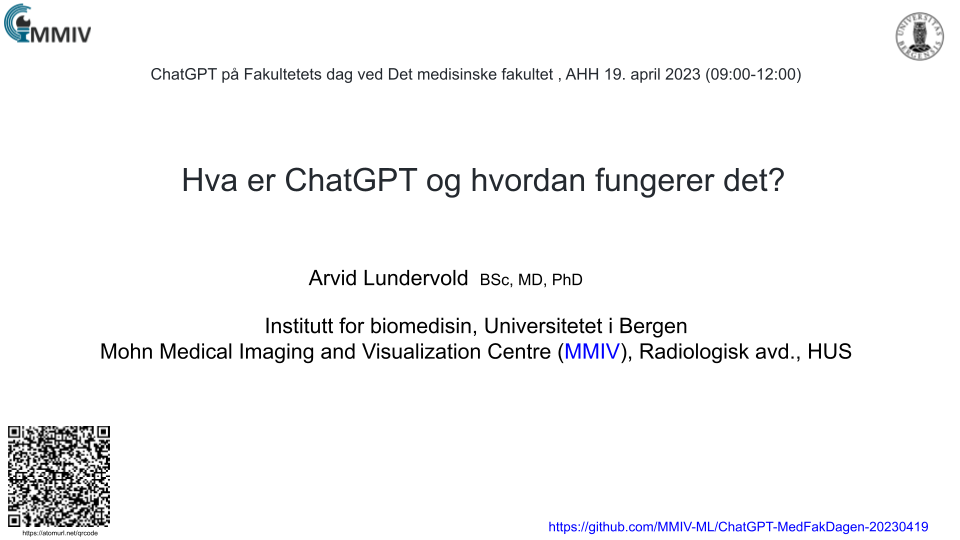 MMIV
UNIVERSITAS
BERGENSIS
ChatGPT på Fakultetets dag ved Det medisinske fakultet , AHH 19. april 2023 (09:00-12:00)
Hva er ChatGPT og hvordan fungerer det?
Arvid Lundervold BSc, MD, PhD
Institutt for biomedisin, Universitetet i Bergen
Mohn Medical Imaging and Visualization Centre (MMIV), Radiologisk avd., HUS
https://atomurl.net/qrcode
https://github.com/MMIV-ML/ChatGPT-MedFakDagen-20230419